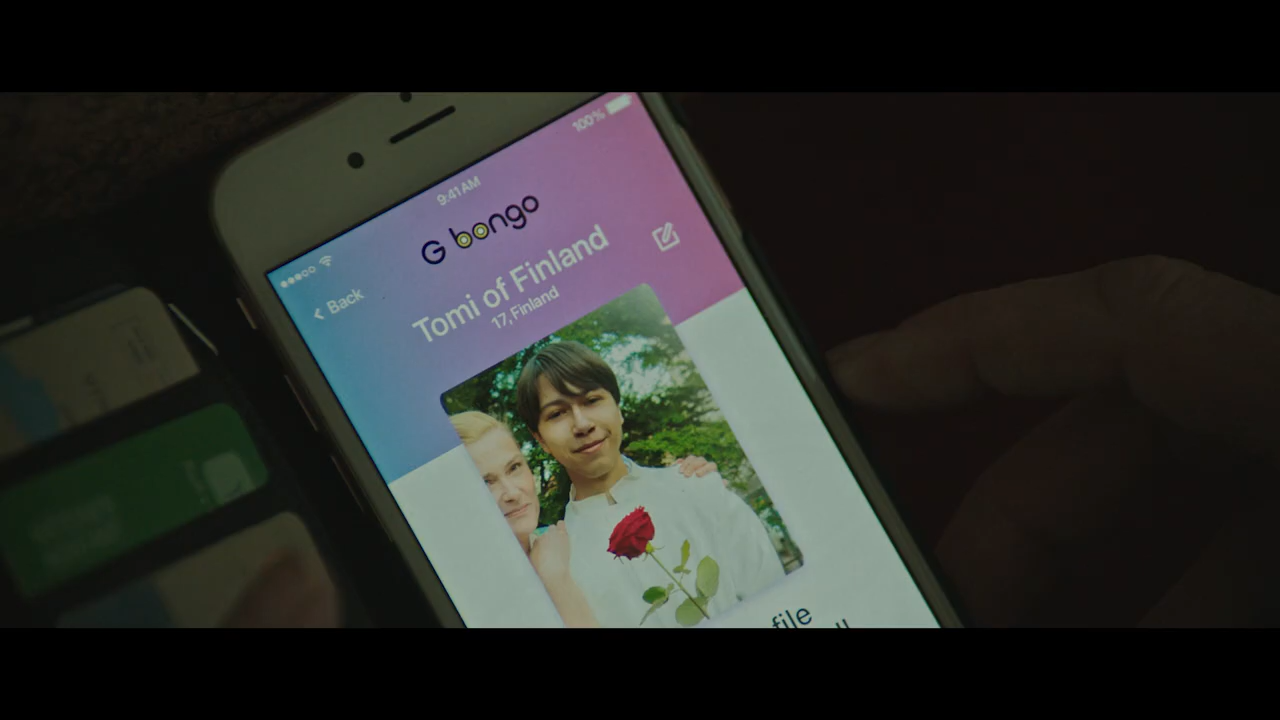 100%
9:41 AM
G bongo
Back
Tomi of Finland
17, Finland
file